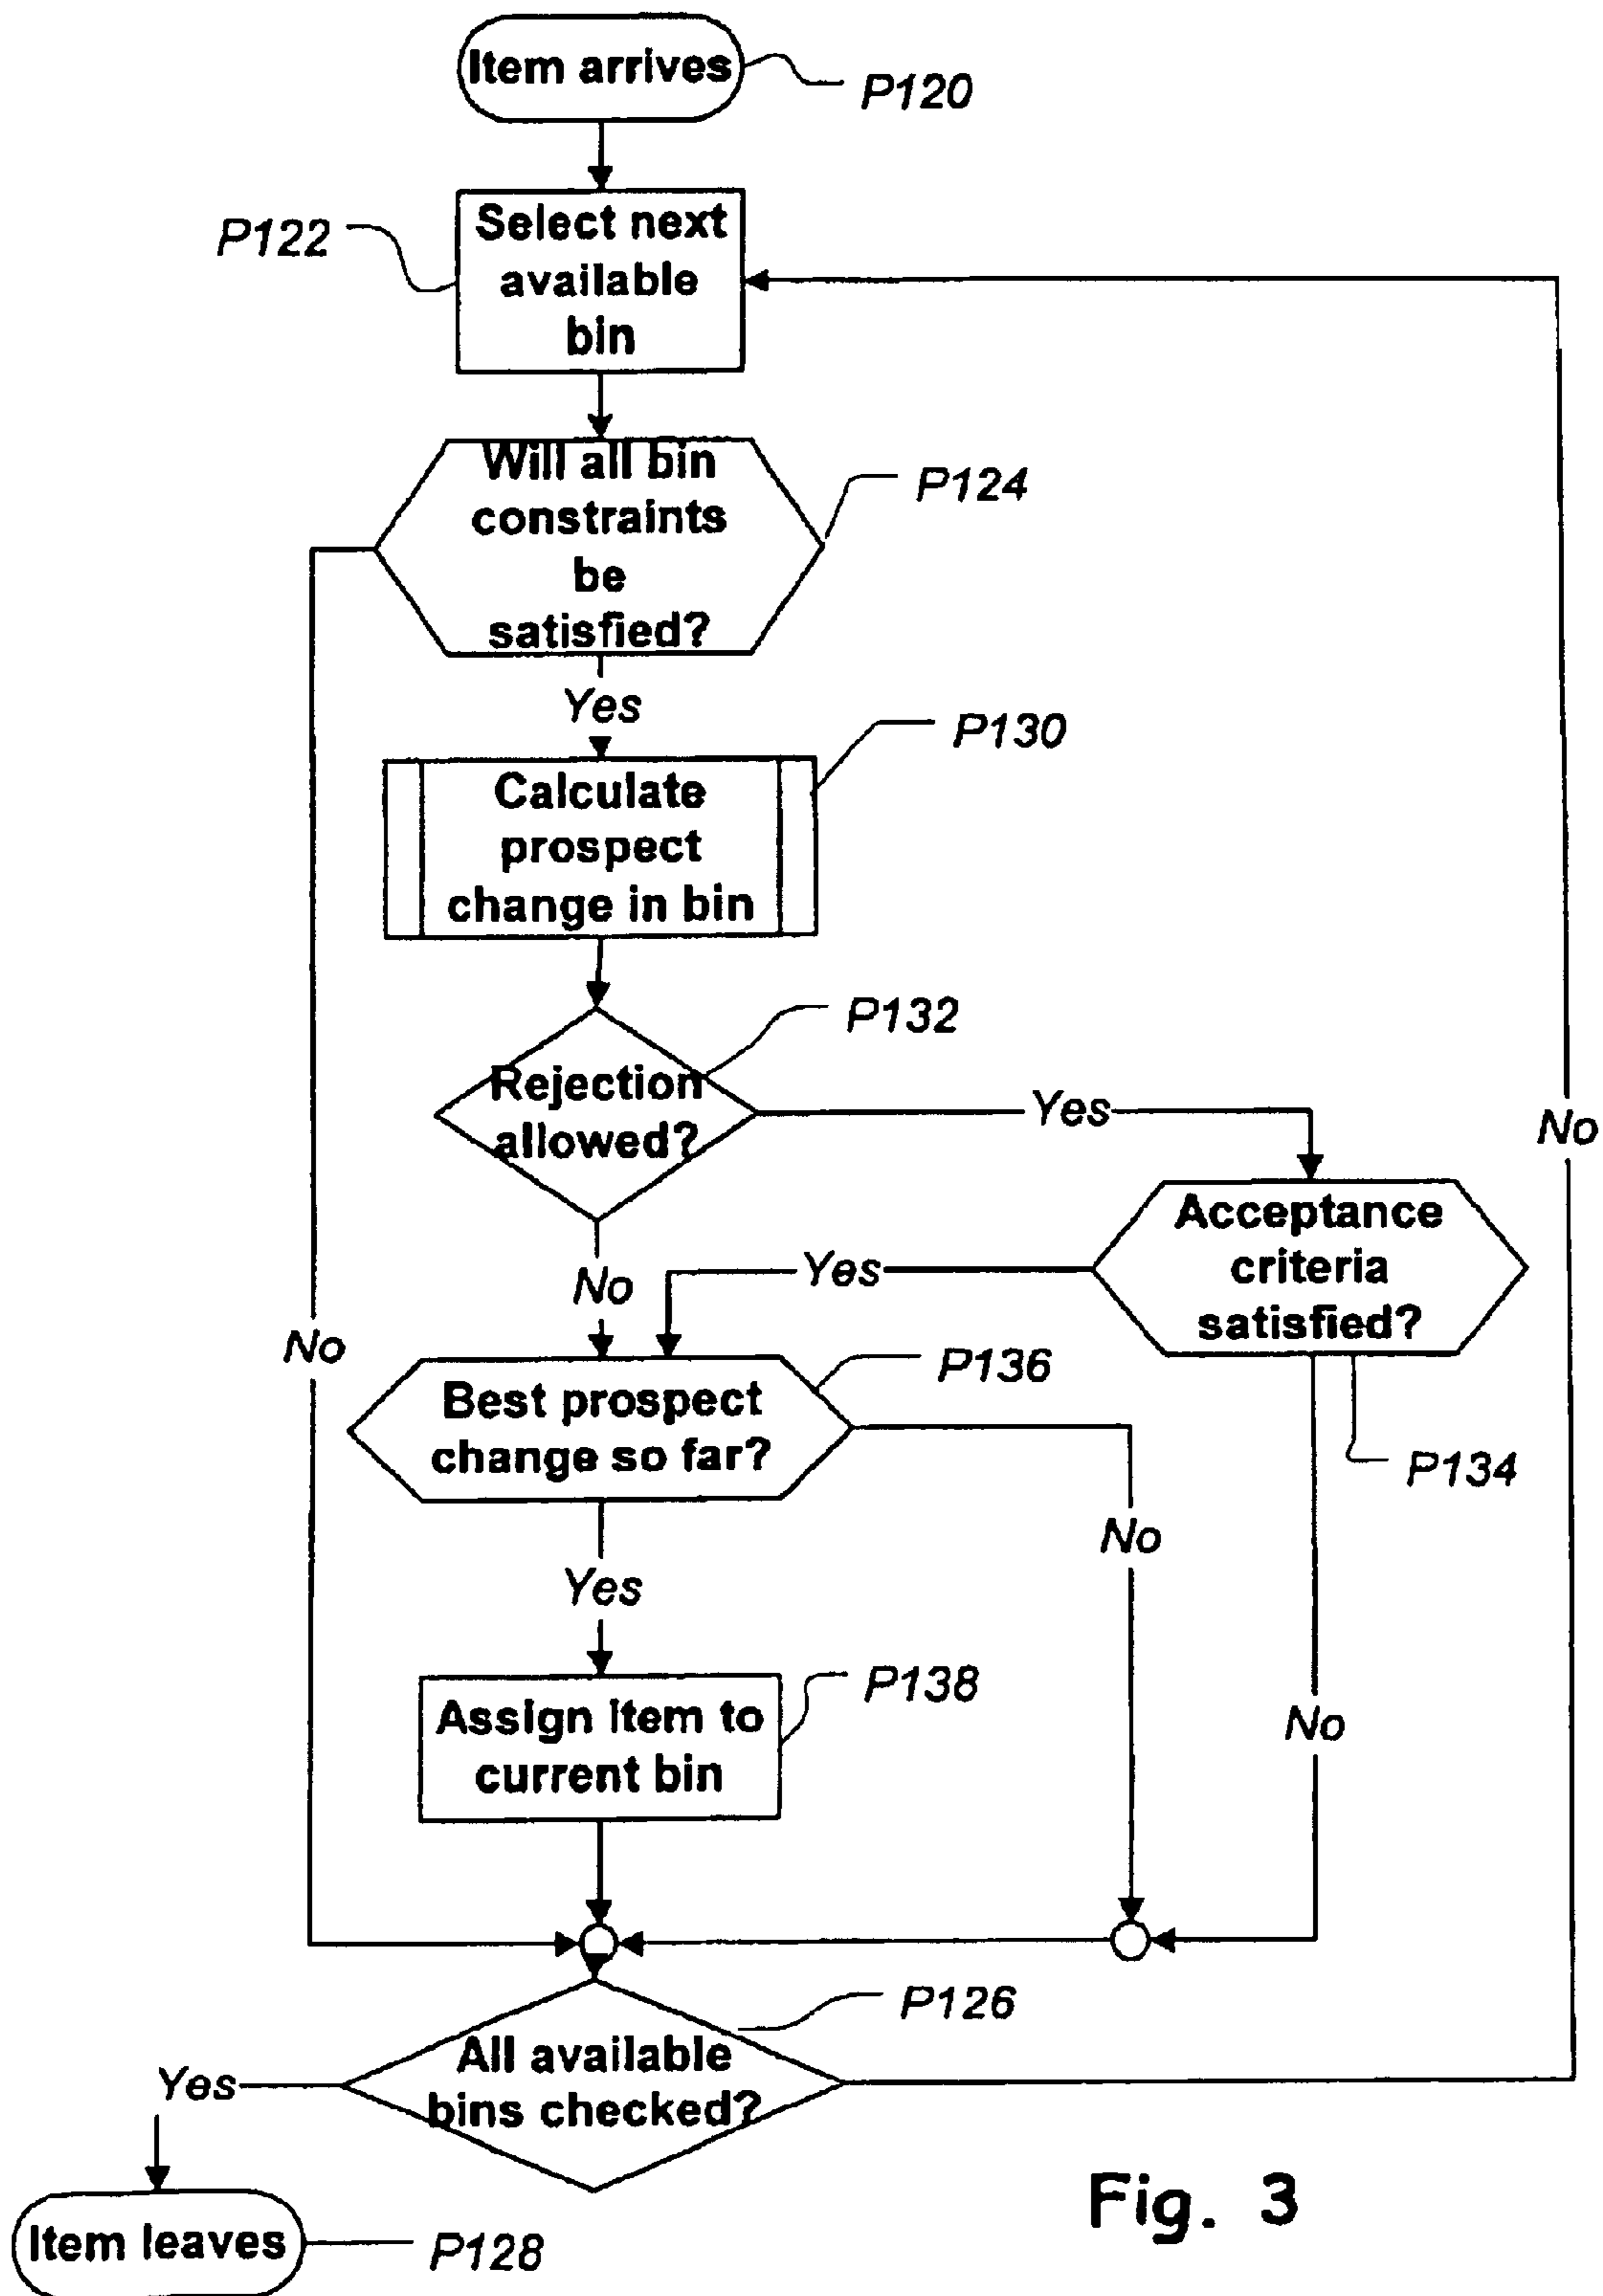 Item arrives
P120
P122
Select next
available
bin
Will all bin
constraints
be
satisfied?
P124
Yes
P130
Calculate
prospect
change in bin
P132
Rejection
allowed?
Yes
No
Acceptance
criteria
satisfied?
Yes
No
No
P136
Best prospect
change so far?
P134
No
Yes
P138
Assign item to
current bin
No
P126
All available
bins checked?
Yes
Fig. 3
Item leaves
P128